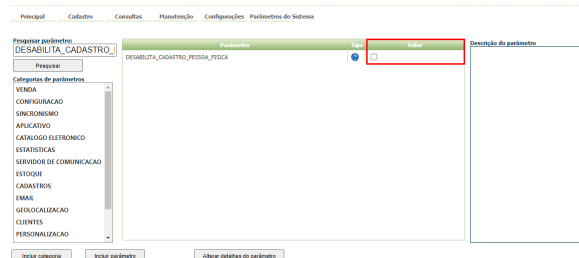 Principal Cadastro Consultas Manutenção Configurações Parâmetros do Sistema
Pesquisar parâmetro:
DESABILITA_CADASTRO_
Pesquisar
Categorias de parâmetros
VENDA
CONFIGURACAO
SINCRONISMO
APLICATIVO
CATALOGO ELETRONICO
ESTATISTICAS
SERVIDOR DE COMUNICACAO
ESTOQUE
CADASTROS
EMAIL
GEOLOCALIZACAO
CLIENTES
PERSONALIZACAO
Parâmetro Tipo Valor
DESABILITA_CADASTRO_PESSOA_FISICA
Descrição do parâmetro
Incluir categoria Incluir parâmetro Alterar detalhes do parâmetro